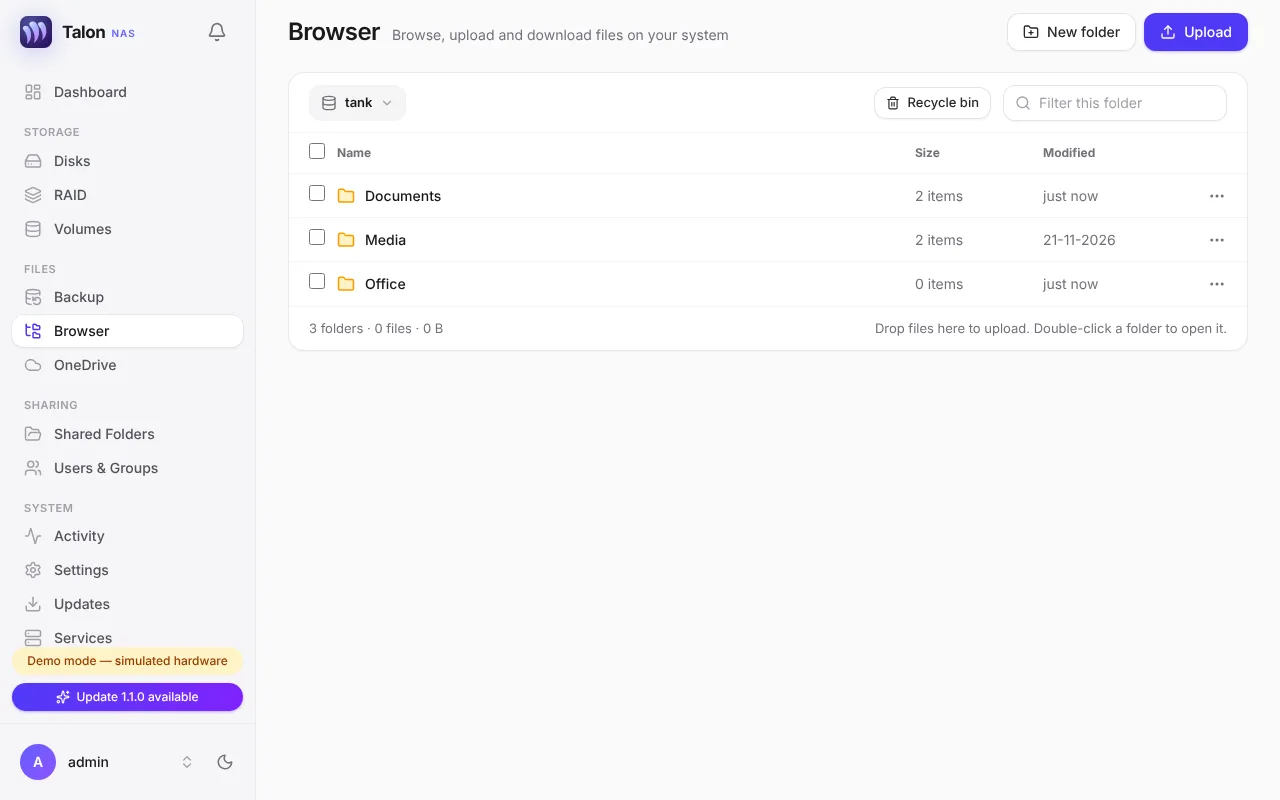 Talon NAS
Dashboard
STORAGE
Disks
RAID
Volumes
FILES
Backup
Browser
OneDrive
SHARING
Shared Folders
Users & Groups
SYSTEM
Activity
Settings
Updates
Services
Demo mode — simulated hardware
Update 1.1.0 available
A admin
Browser Browse, upload and download files on your system
New folder Upload
tank Recycle bin Filter this folder
Name Size Modified
Documents 2 items just now
Media 2 items 21-11-2026
Office 0 items just now
3 folders · 0 files · 0 B Drop files here to upload. Double-click a folder to open it.